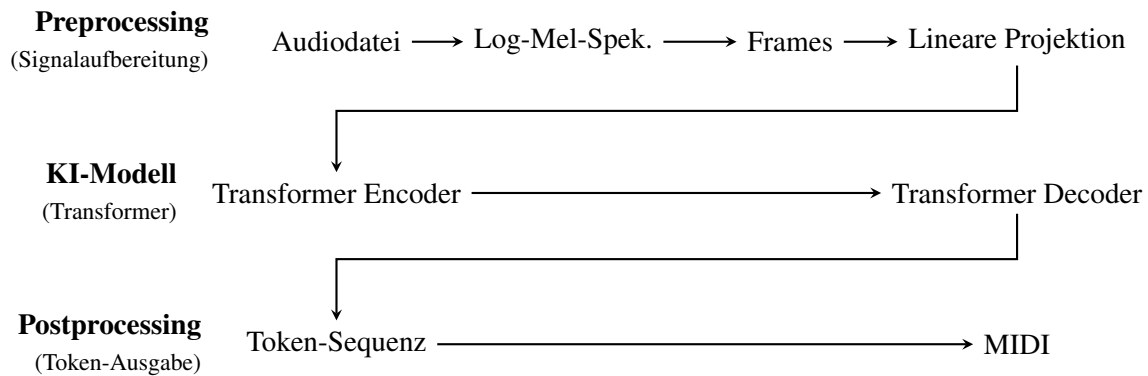 Preprocessing
(Signalaufbereitung)
Audiodatei Log-Mel-Spek. Frames Lineare Projektion
KI-Modell
(Transformer)
Transformer Encoder Transformer Decoder
Postprocessing
(Token-Ausgabe)
Token-Sequenz MIDI